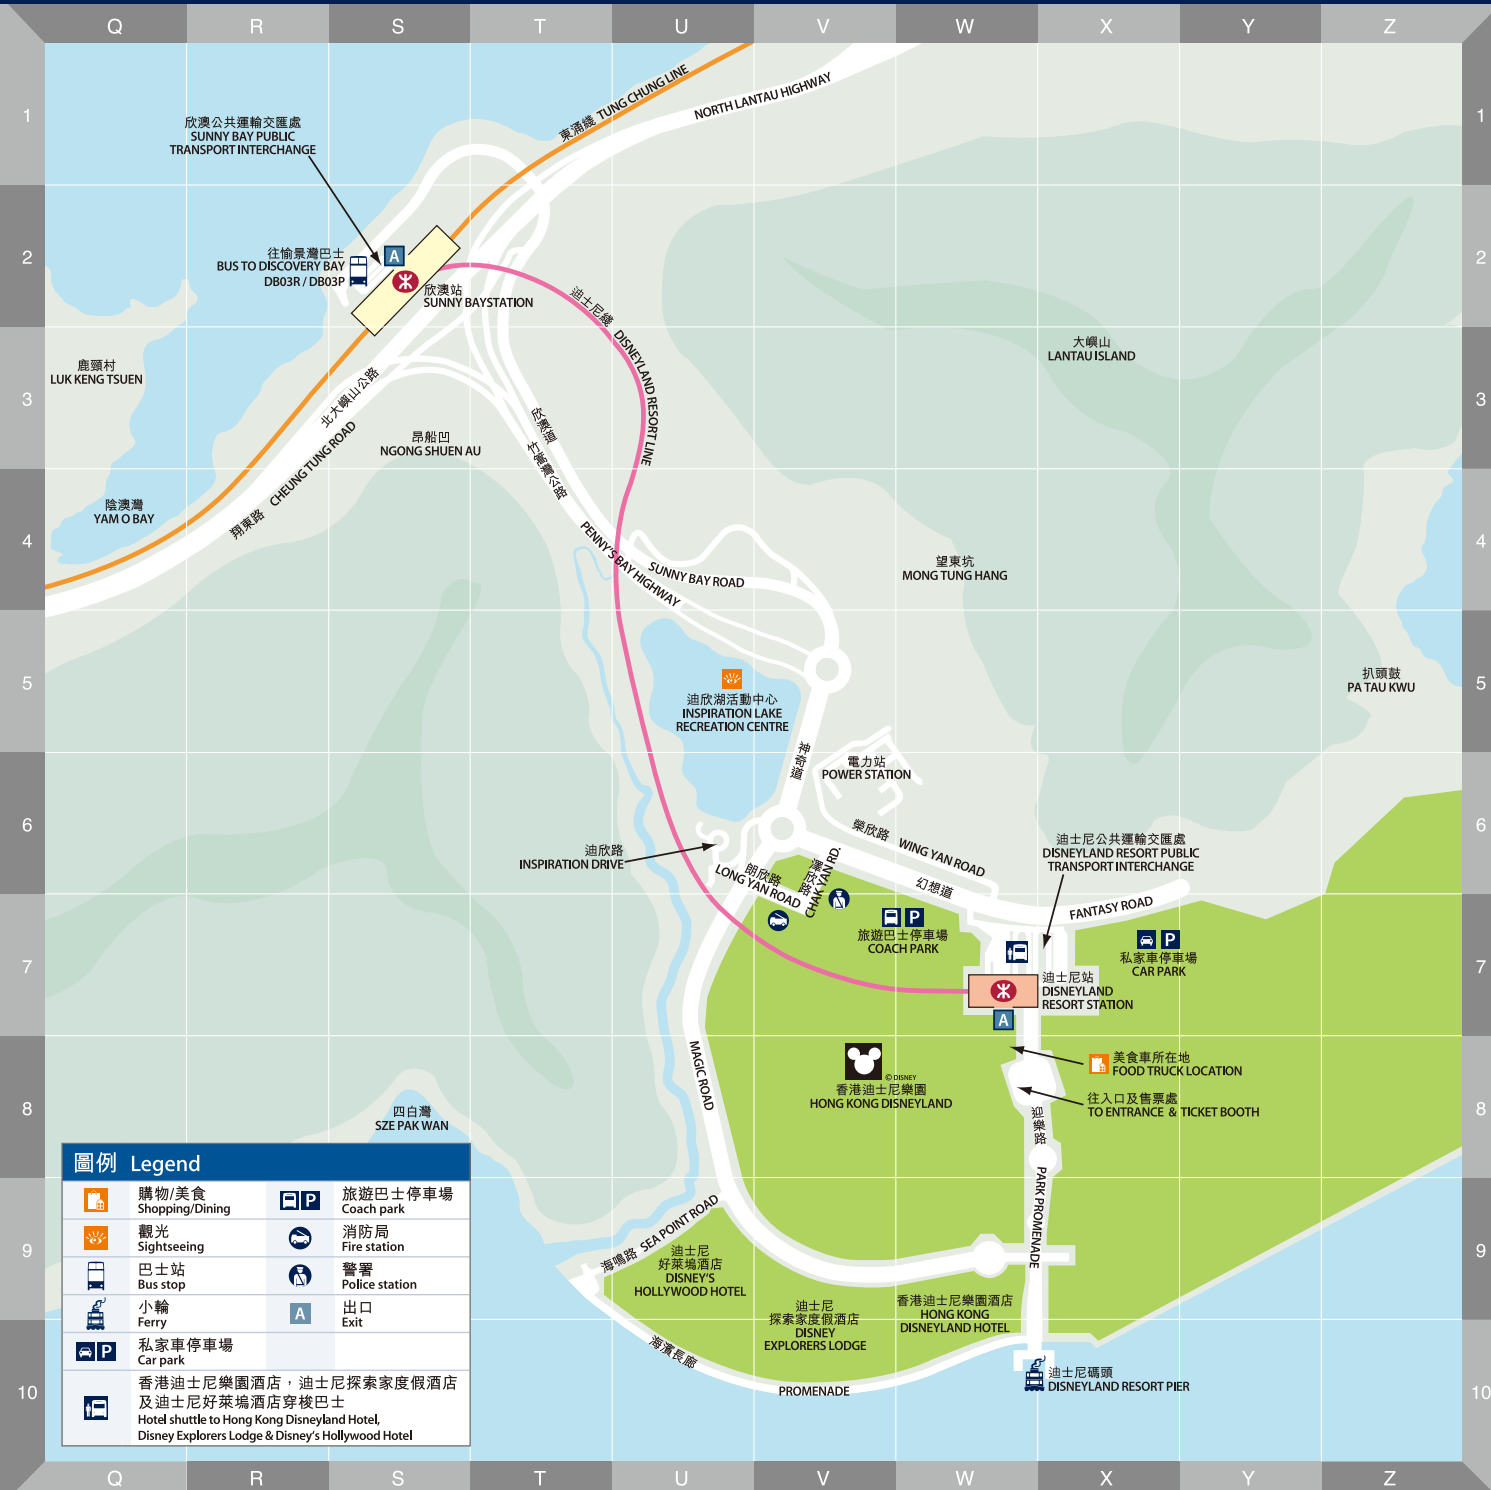 Q R S T U V W X Y Z
1
1
欣澳公共運輸交匯處
SUNNY BAY PUBLIC
TRANSPORT INTERCHANGE
東涌綫 TUNG CHUNG LINE
NORTH LANTAU HIGHWAY
2
2
往愉景灣巴士
BUS TO DISCOVERY BAY
DB03R / DB03P
A
欣澳站
SUNNY BAYSTATION
迪士尼綫 DISNEYLAND RESORT LINE
大嶼山
LANTAU ISLAND
3
3
鹿頸村
LUK KENG TSUEN
北大嶼山公路
昂船凹
NGONG SHUEN AU
欣澳道
竹篙灣公路
翔東路 CHEUNG TUNG ROAD
陰澳灣
YAM O BAY
4
4
PENNY'S BAY HIGHWAY
SUNNY BAY ROAD
望東坑
MONG TUNG HANG
5
5
迪欣湖活動中心
INSPIRATION LAKE
RECREATION CENTRE
扒頭鼓
PA TAU KWU
神奇道
電力站
POWER STATION
6
6
迪欣路
INSPIRATION DRIVE
榮欣路 WING YAN ROAD
朗欣路
LONG YAN ROAD
澤欣路
CHAK YAN RD.
幻想道
FANTASY ROAD
迪士尼公共運輸交匯處
DISNEYLAND RESORT PUBLIC
TRANSPORT INTERCHANGE
7
7
P
旅遊巴士停車場
COACH PARK
P
私家車停車場
CAR PARK
迪士尼站
DISNEYLAND
RESORT STATION
A
MAGIC ROAD
© DISNEY
香港迪士尼樂園
HONG KONG DISNEYLAND
美食車所在地
FOOD TRUCK LOCATION
往入口及售票處
TO ENTRANCE & TICKET BOOTH
8
8
四白灣
SZE PAK WAN
迎樂路
PARK PROMENADE
9
9
海鳴路 SEA POINT ROAD
迪士尼
好萊塢酒店
DISNEY'S
HOLLYWOOD HOTEL
迪士尼
探索家度假酒店
DISNEY
EXPLORERS LODGE
香港迪士尼樂園酒店
HONG KONG
DISNEYLAND HOTEL
10
10
海濱長廊
PROMENADE
迪士尼碼頭
DISNEYLAND RESORT PIER
圖例 Legend
購物/美食
Shopping/Dining
P
旅遊巴士停車場
Coach park
觀光
Sightseeing
消防局
Fire station
巴士站
Bus stop
警署
Police station
小輪
Ferry
A
出口
Exit
P
私家車停車場
Car park
香港迪士尼樂園酒店，迪士尼探索家度假酒店
及迪士尼好萊塢酒店穿梭巴士
Hotel shuttle to Hong Kong Disneyland Hotel,
Disney Explorers Lodge & Disney's Hollywood Hotel
Q R S T U V W X Y Z